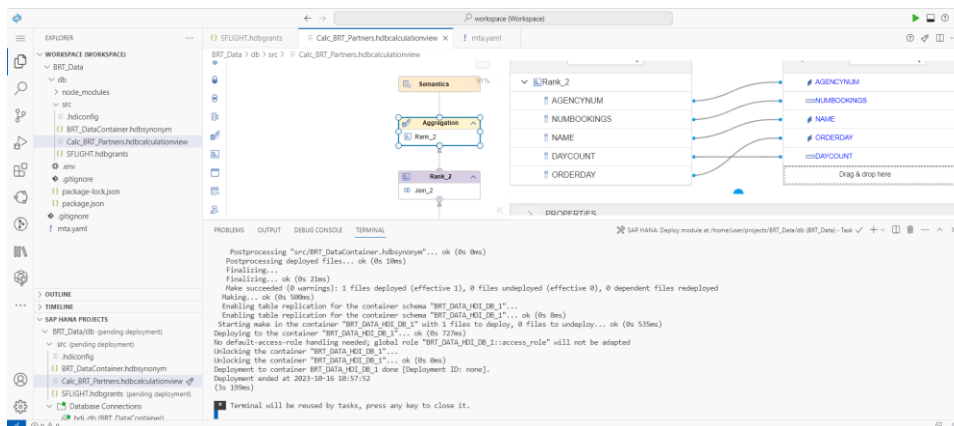 workspace (Workspace)
EXPLORER
SFLIGHT.hdbgrants
Calc_BRT_Partners.hdbcalculationview
mta.yaml
BRT_Data > db > src > Calc_BRT_Partners.hdbcalculationview
WORKSPACE (WORKSPACE)
BRT_Data
db
node_modules
src
.hdiconfig
BRT_DataContainer.hdbsynonym
Calc_BRT_Partners.hdbcalculationview
SFLIGHT.hdbgrants
.env
.gitignore
package-lock.json
package.json
.gitignore
mta.yaml
OUTLINE
TIMELINE
SAP HANA PROJECTS
BRT_Data/db (pending deployment)
src (pending deployment)
.hdiconfig
BRT_DataContainer.hdbsynonym
Calc_BRT_Partners.hdbcalculationview
SFLIGHT.hdbgrants (pending deployment)
Database Connections
hdi_db (BRT_DataContainer)
Semantics
91%
Aggregation
Rank_2
Rank_2
Join_2
Rank_2
AGENCYNUM
NUMBOOKINGS
NAME
DAYCOUNT
ORDERDAY
PROPERTIES
AGENCYNUM
NUMBOOKINGS
NAME
ORDERDAY
DAYCOUNT
Drag & drop here
PROBLEMS OUTPUT DEBUG CONSOLE TERMINAL
SAP HANA: Deploy module at:/home/user/projects/BRT_Data/db (BRT_Data) - Task
Postprocessing "src/BRT_DataContainer.hdbsynonym"... ok (0s 0ms)
Postprocessing deployed files... ok (0s 10ms)
Finalizing...
Finalizing... ok (0s 21ms)
Make succeeded (0 warnings): 1 files deployed (effective 1), 0 files undeployed (effective 0), 0 dependent files redeployed
Making... ok (0s 500ms)
Enabling table replication for the container schema "BRT_DATA_HDI_DB_1"...
Enabling table replication for the container schema "BRT_DATA_HDI_DB_1"... ok (0s 8ms)
Starting make in the container "BRT_DATA_HDI_DB_1" with 1 files to deploy, 0 files to undeploy... ok (0s 535ms)
Deploying to the container "BRT_DATA_HDI_DB_1"... ok (0s 727ms)
No default-access-role handling needed; global role "BRT_DATA_HDI_DB_1::access_role" will not be adapted
Unlocking the container "BRT_DATA_HDI_DB_1"...
Unlocking the container "BRT_DATA_HDI_DB_1"... ok (0s 0ms)
Deployment to container BRT_DATA_HDI_DB_1 done [Deployment ID: none].
Deployment ended at 2023-10-16 10:57:52
(3s 199ms)
Terminal will be reused by tasks, press any key to close it.